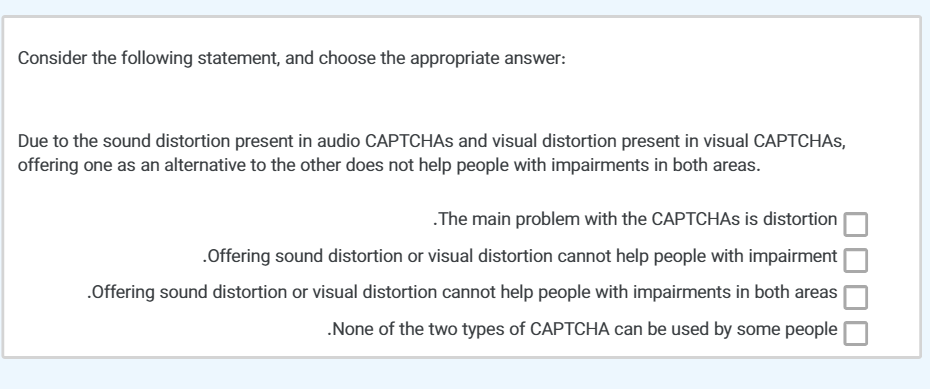 Consider the following statement, and choose the appropriate answer:
Due to the sound distortion present in audio CAPTCHAs and visual distortion present in visual CAPTCHAs,
offering one as an alternative to the other does not help people with impairments in both areas.
.The main problem with the CAPTCHAs is distortion
.Offering sound distortion or visual distortion cannot help people with impairment
.Offering sound distortion or visual distortion cannot help people with impairments in both areas
.None of the two types of CAPTCHA can be used by some people